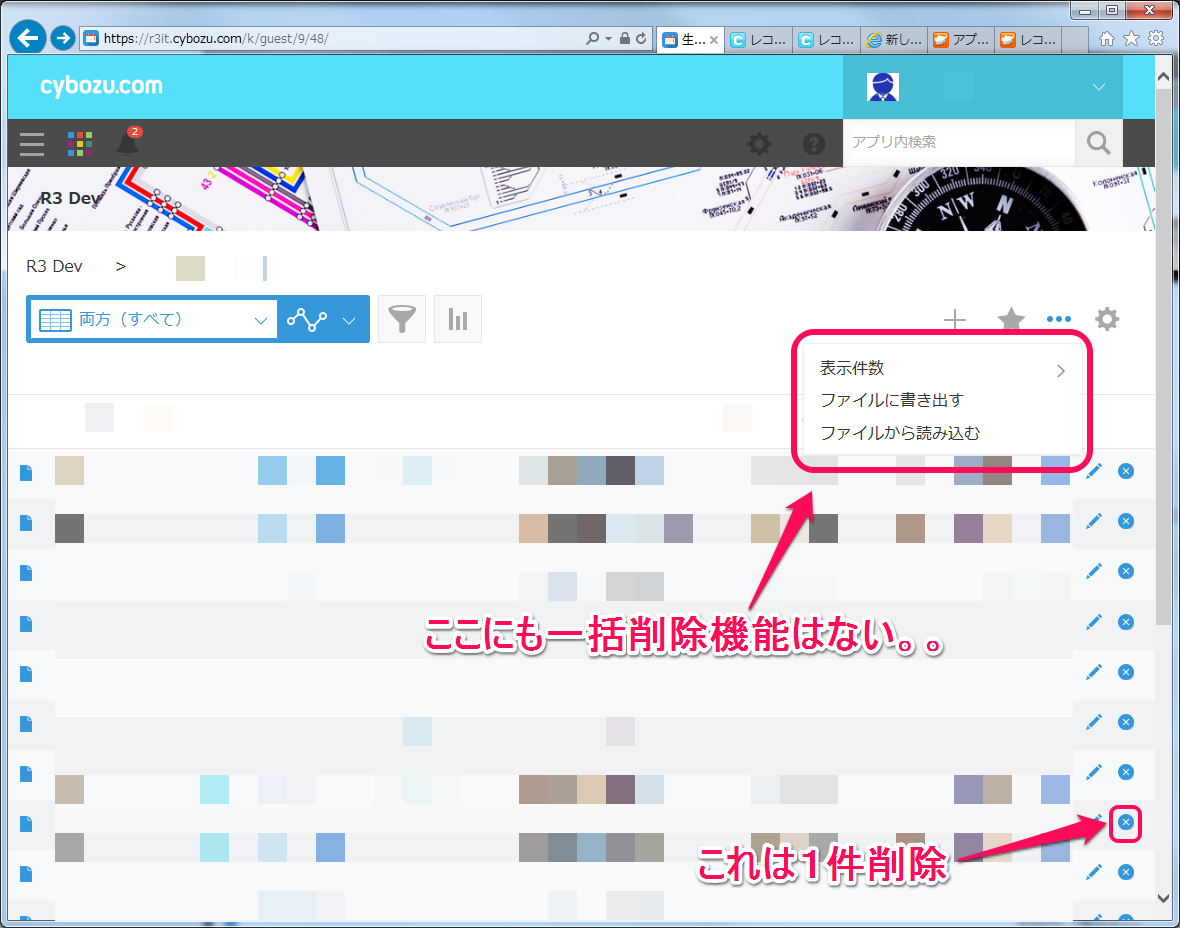 https://r3it.cybozu.com/k/guest/9/48/
生...
レコ...
レコ...
新し...
アプ...
レコ...
cybozu.com
2
アプリ内検索
R3 Dev
R3 Dev >
両方（すべて）
表示件数
ファイルに書き出す
ファイルから読み込む
ここにも一括削除機能はない。。
これは１件削除